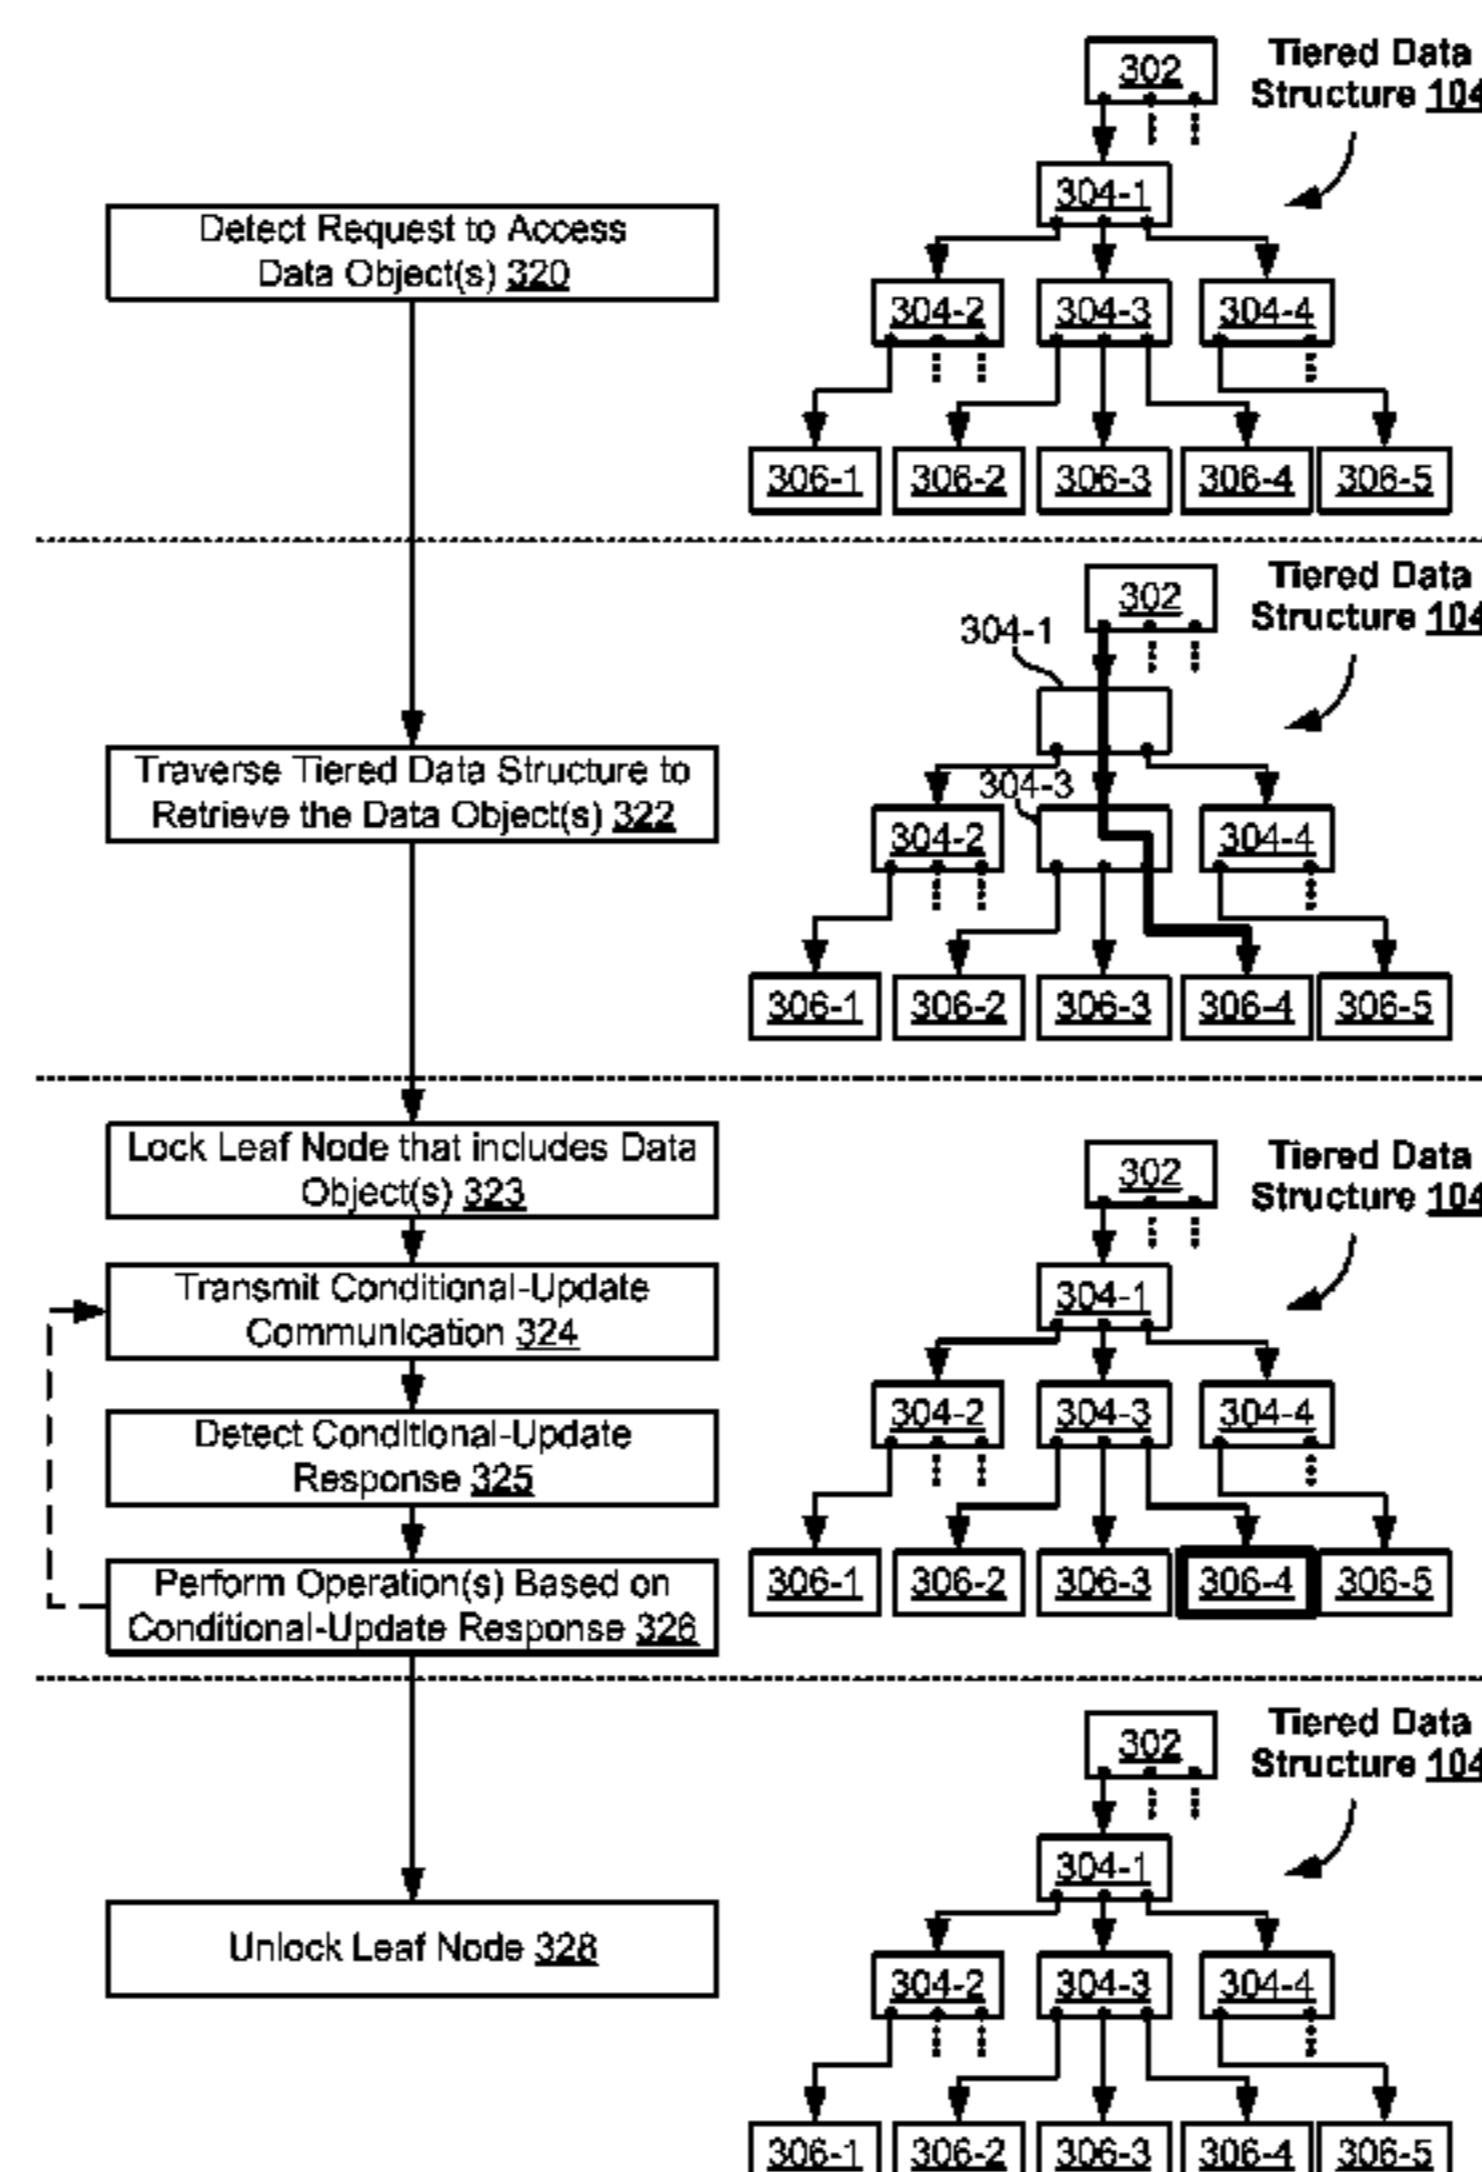 302
Tiered Data
Structure 104
304-1
Detect Request to Access
Data Object(s) 320
304-2
304-3
304-4
306-1
306-2
306-3
306-4
306-5
302
Tiered Data
Structure 104
304-1
Traverse Tiered Data Structure to
Retrieve the Data Object(s) 322
304-3
304-2
304-4
306-1
306-2
306-3
306-4
306-5
Lock Leaf Node that includes Data
Object(s) 323
302
Tiered Data
Structure 104
Transmit Conditional-Update
Communication 324
304-1
Detect Conditional-Update
Response 325
304-2
304-3
304-4
Perform Operation(s) Based on
Conditional-Update Response 326
306-1
306-2
306-3
306-4
306-5
302
Tiered Data
Structure 104
304-1
Unlock Leaf Node 328
304-2
304-3
304-4
306-1
306-2
306-3
306-4
306-5